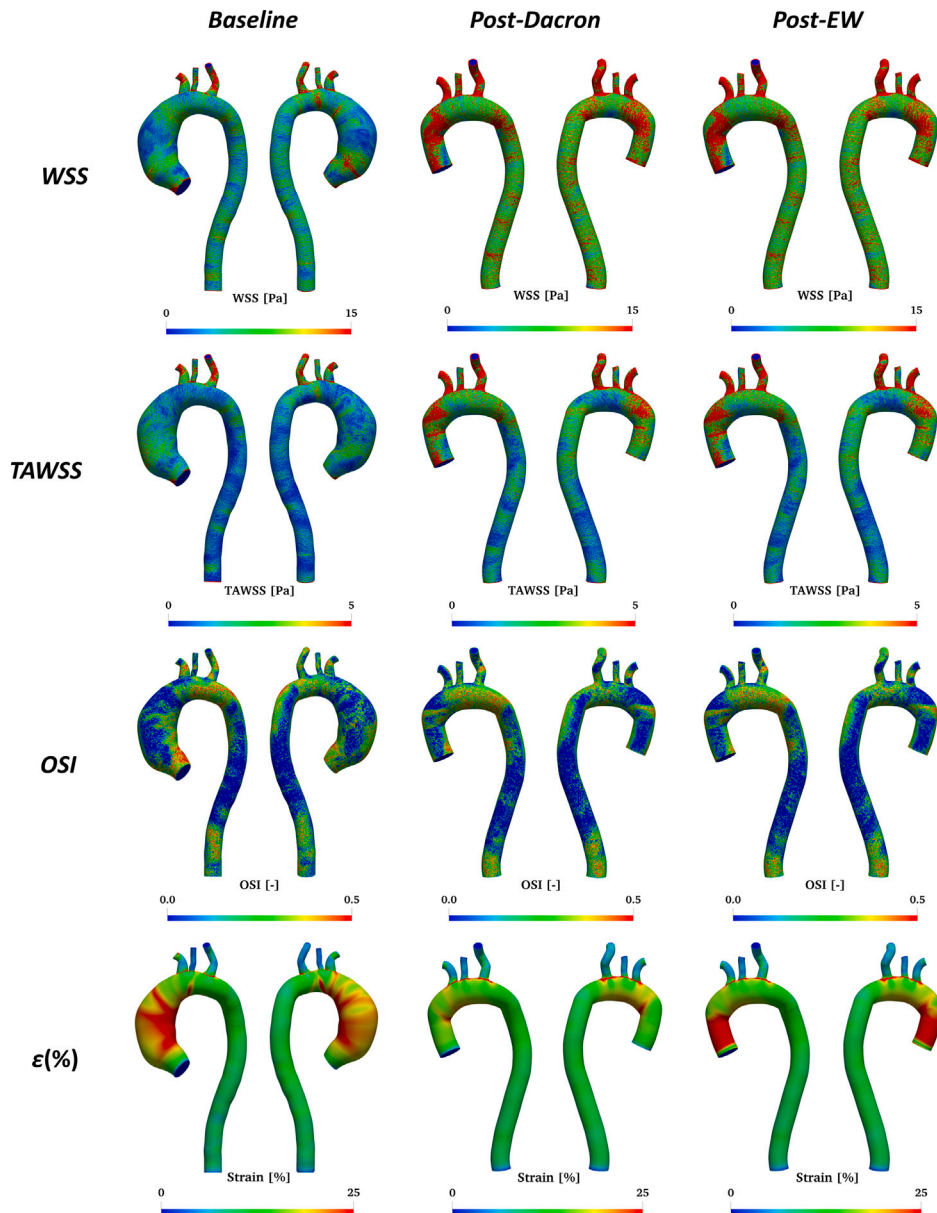 Baseline Post-Dacron Post-EW
WSS
WSS [Pa] WSS [Pa] WSS [Pa]
0 15 0 15 0 15
TAWSS
TAWSS [Pa] TAWSS [Pa] TAWSS [Pa]
0 5 0 5 0 5
OSI
OSI [-] OSI [-] OSI [-]
0.0 0.5 0.0 0.5 0.0 0.5
ε(%)
Strain [%] Strain [%] Strain [%]
0 25 0 25 0 25